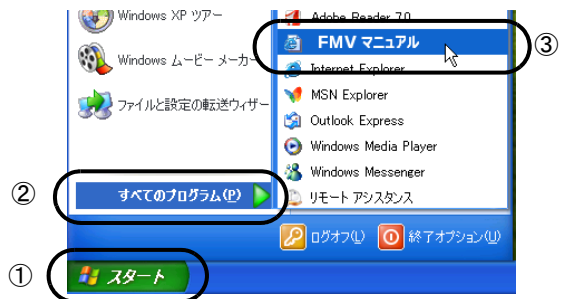 Windows XP ツアー
Windows ムービー メーカー
ファイルと設定の転送ウィザー
② すべてのプログラム(P)
① スタート
Adobe Reader 7.0
FMV マニュアル ③
Internet Explorer
MSN Explorer
Outlook Express
Windows Media Player
Windows Messenger
リモート アシスタンス
ログオフ(L) 終了オプション(U)